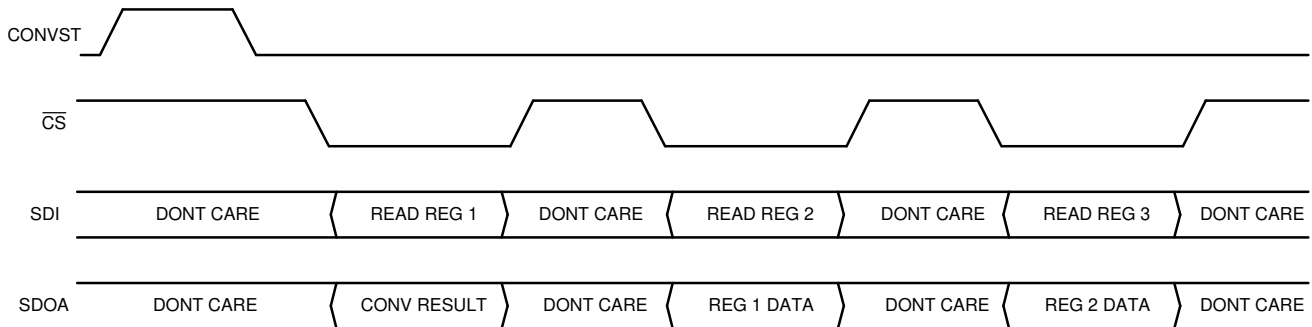 CONVST
CS
SDI DONT CARE READ REG 1 DONT CARE READ REG 2 DONT CARE READ REG 3 DONT CARE
SDOA DONT CARE CONV RESULT DONT CARE REG 1 DATA DONT CARE REG 2 DATA DONT CARE